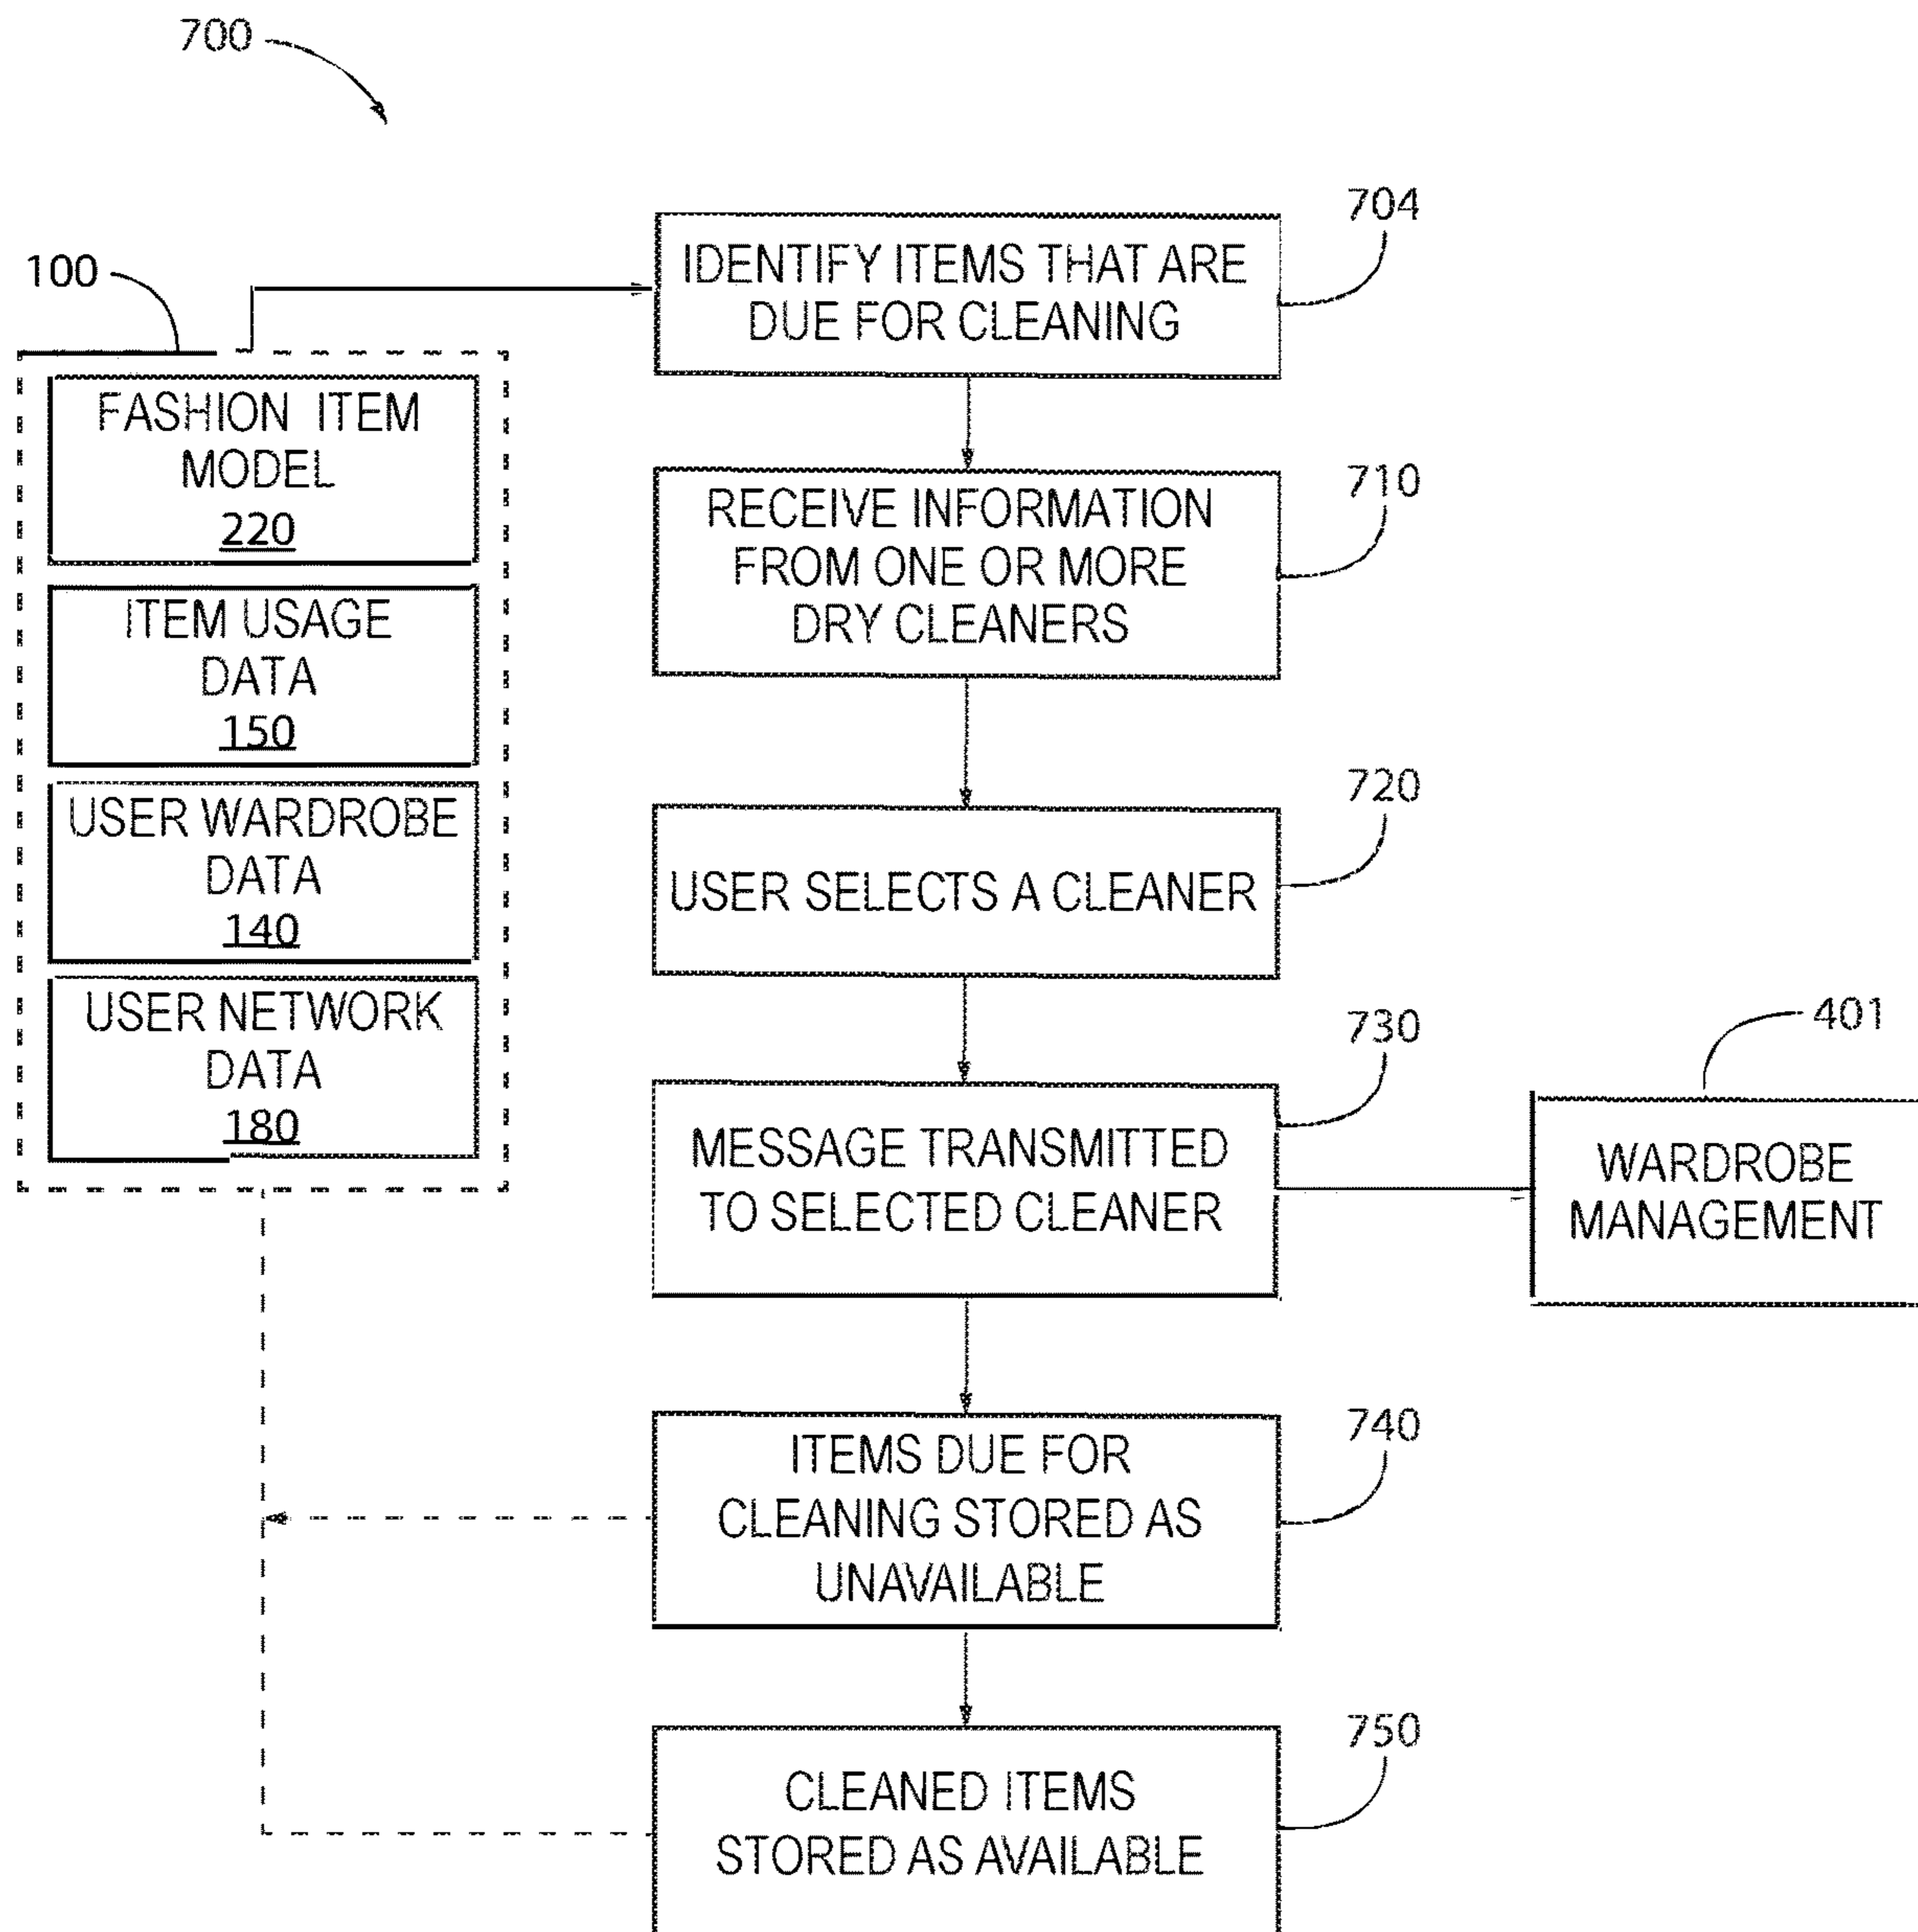 700
704
IDENTIFY ITEMS THAT ARE
DUE FOR CLEANING
100
FASHION ITEM
MODEL
220
ITEM USAGE
DATA
150
USER WARDROBE
DATA
140
USER NETWORK
DATA
180
710
RECEIVE INFORMATION
FROM ONE OR MORE
DRY CLEANERS
720
USER SELECTS A CLEANER
730
MESSAGE TRANSMITTED
TO SELECTED CLEANER
401
WARDROBE
MANAGEMENT
740
ITEMS DUE FOR
CLEANING STORED AS
UNAVAILABLE
750
CLEANED ITEMS
STORED AS AVAILABLE